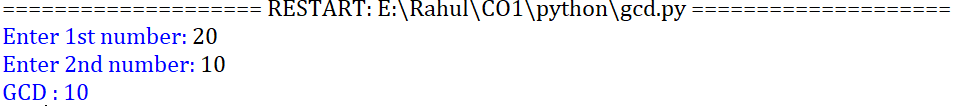 ==================== RESTART: E:\Rahul\CO1\python\gcd.py ====================
Enter 1st number: 20
Enter 2nd number: 10
GCD : 10